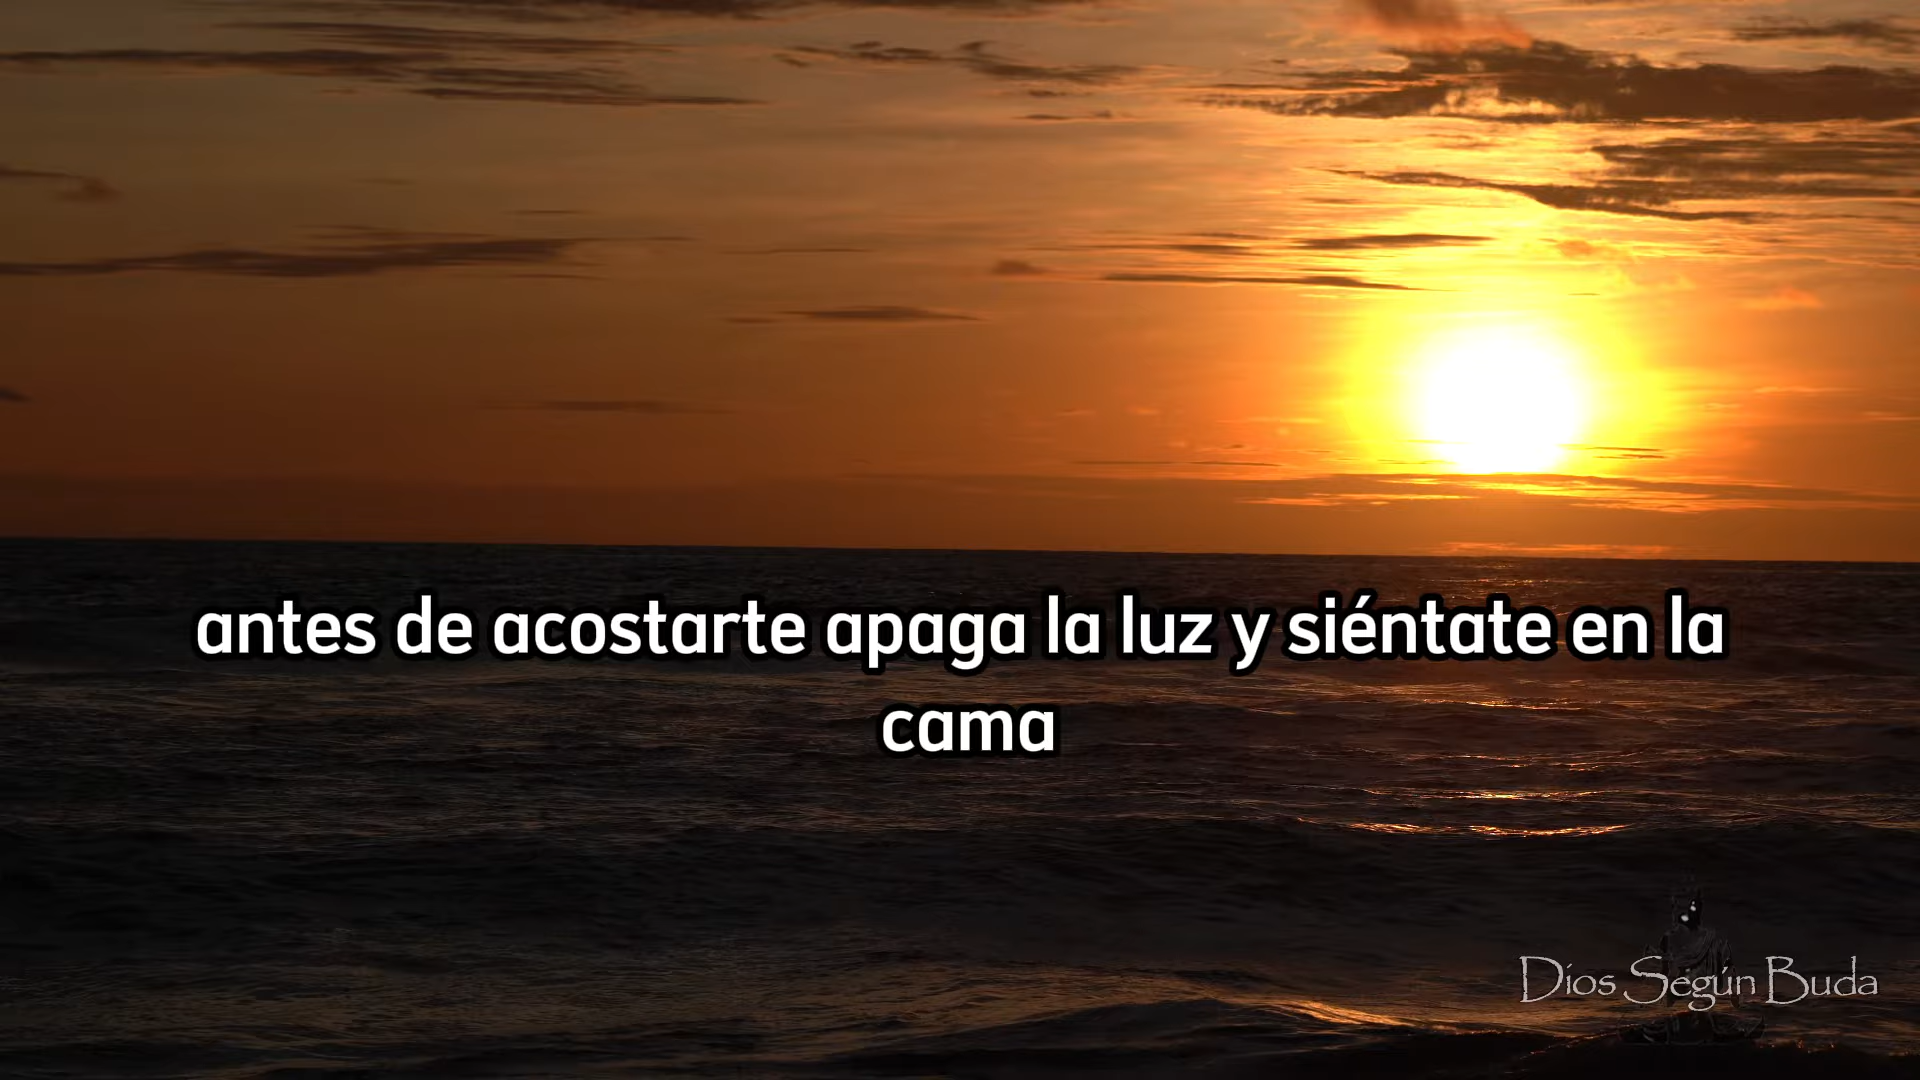 antes de acostarte apaga la luz y siéntate en la
cama
Dios Según Buda